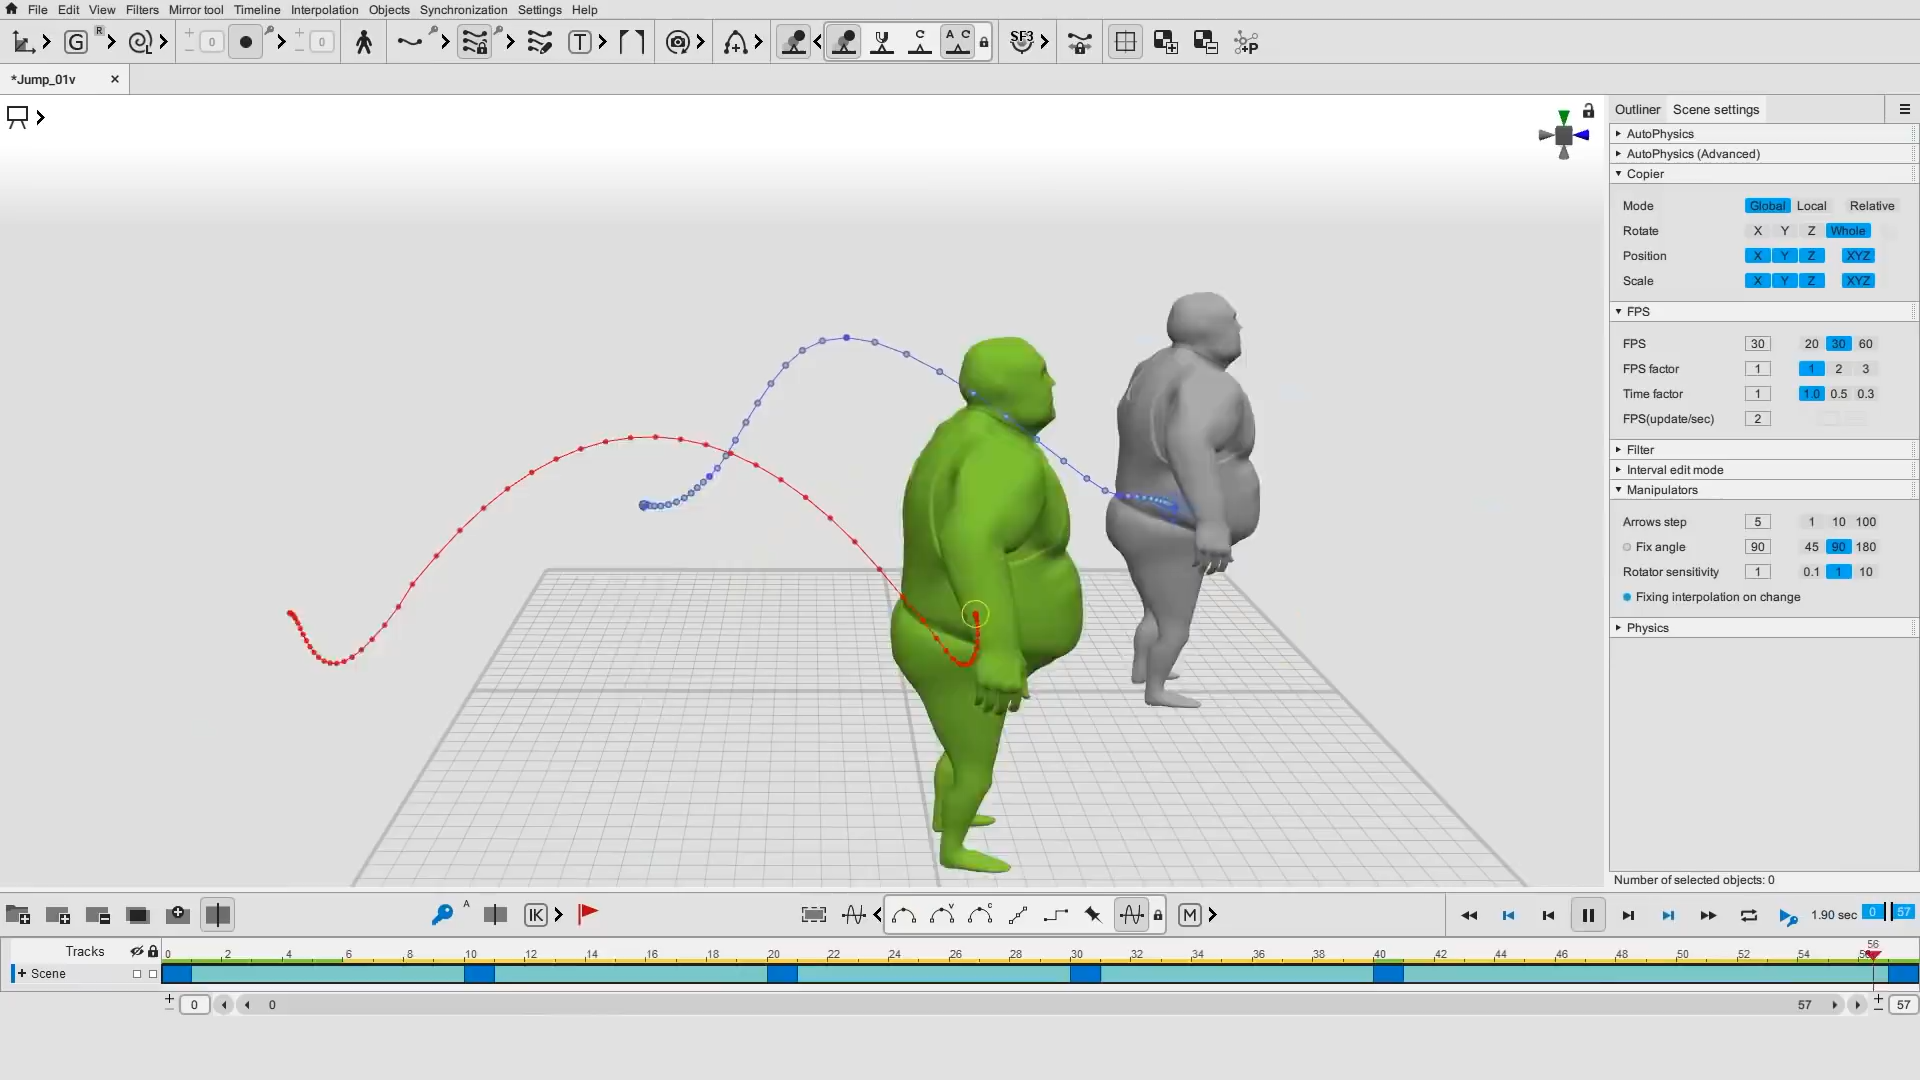 File Edit View Filters Mirror tool Timeline Interpolation Objects Synchronization Settings Help
G R 0 0 T A C SF3 +P
*Jump_01v
Outliner Scene settings
AutoPhysics
AutoPhysics (Advanced)
Copier
Mode Global Local Relative
Rotate X Y Z Whole
Position X Y Z XYZ
Scale X Y Z XYZ
FPS
FPS 30 20 30 60
FPS factor 1 1 2 3
Time factor 1 1.0 0.5 0.3
FPS(update/sec) 2
Filter
Interval edit mode
Manipulators
Arrows step 5 1 10 100
Fix angle 90 45 90 180
Rotator sensitivity 1 0.1 1 10
Fixing interpolation on change
Physics
Number of selected objects: 0
A IK V C M 1.90 sec 0 57
Tracks 0 2 4 6 8 10 12 14 16 18 20 22 24 26 28 30 32 34 36 38 40 42 44 46 48 50 52 54 56
Scene
0 0 57 57